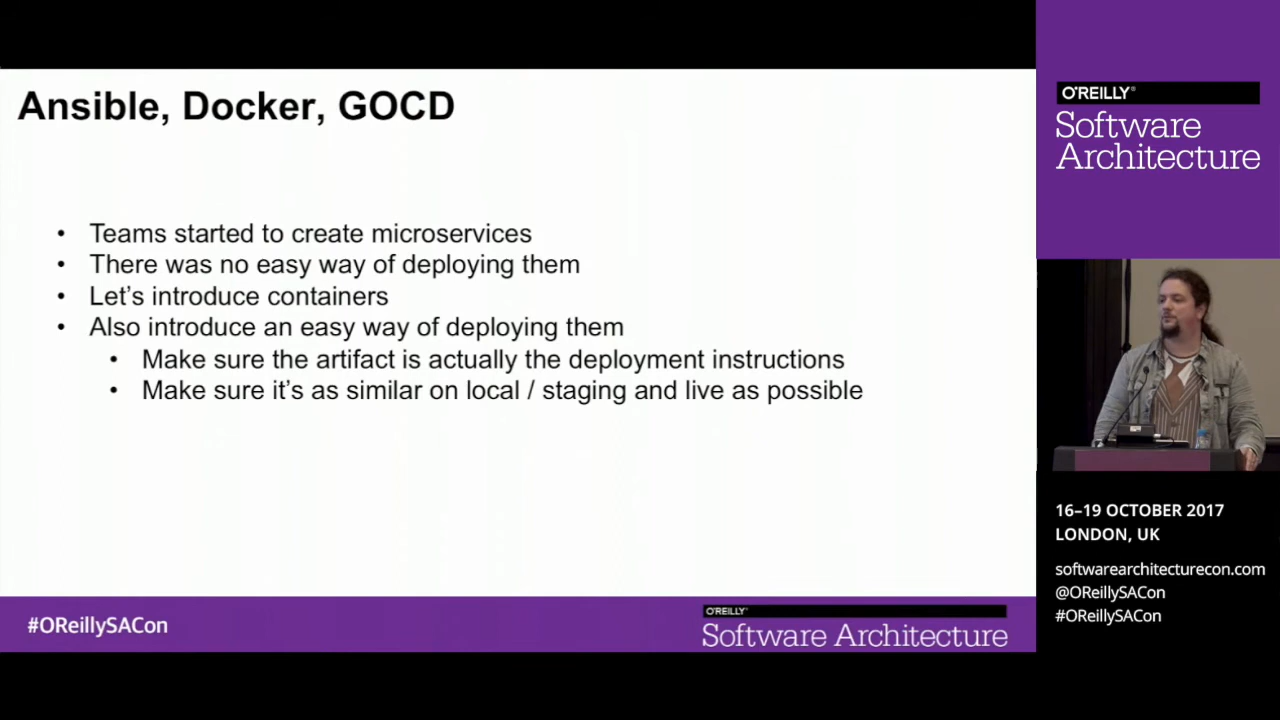 Ansible, Docker, GOCD
• Teams started to create microservices
• There was no easy way of deploying them
• Let's introduce containers
• Also introduce an easy way of deploying them
• Make sure the artifact is actually the deployment instructions
• Make sure it's as similar on local / staging and live as possible
#OReillySACon
O'REILLY®
Software Architecture
O'REILLY®
Software
Architecture
16–19 OCTOBER 2017
LONDON, UK
softwarearchitecturecon.com
@OReillySACon
#OReillySACon